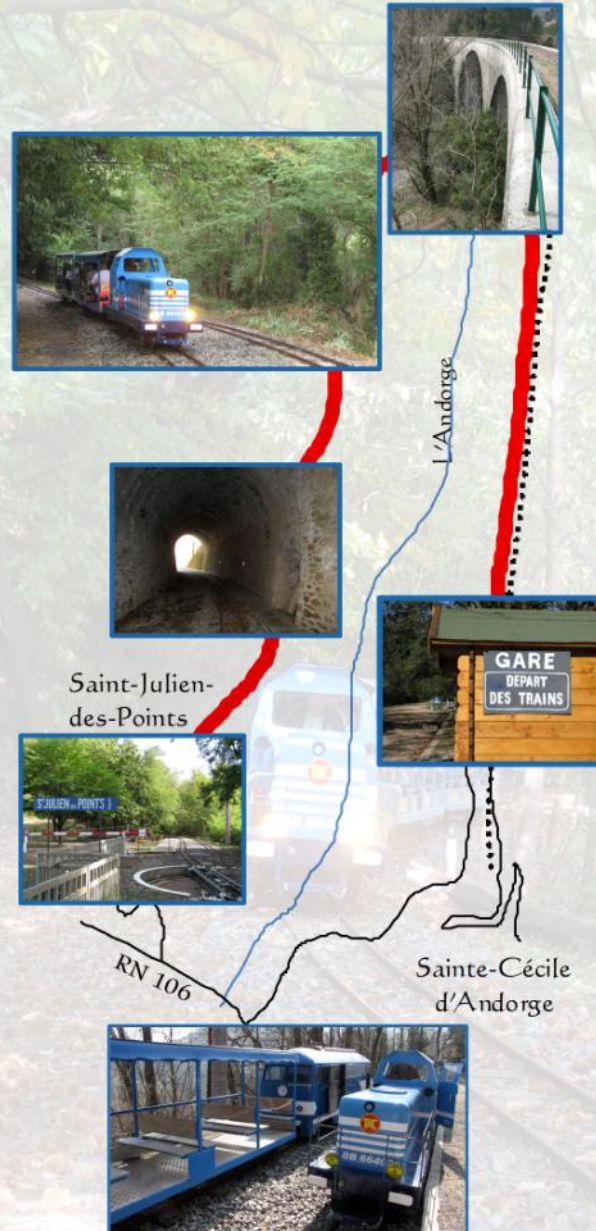 l'Andorge
GARE
DÉPART
DES TRAINS
Saint-Julien-
des-Points
S'JULIEN DES POINTS
RN 106
Sainte-Cécile
d'Andorge